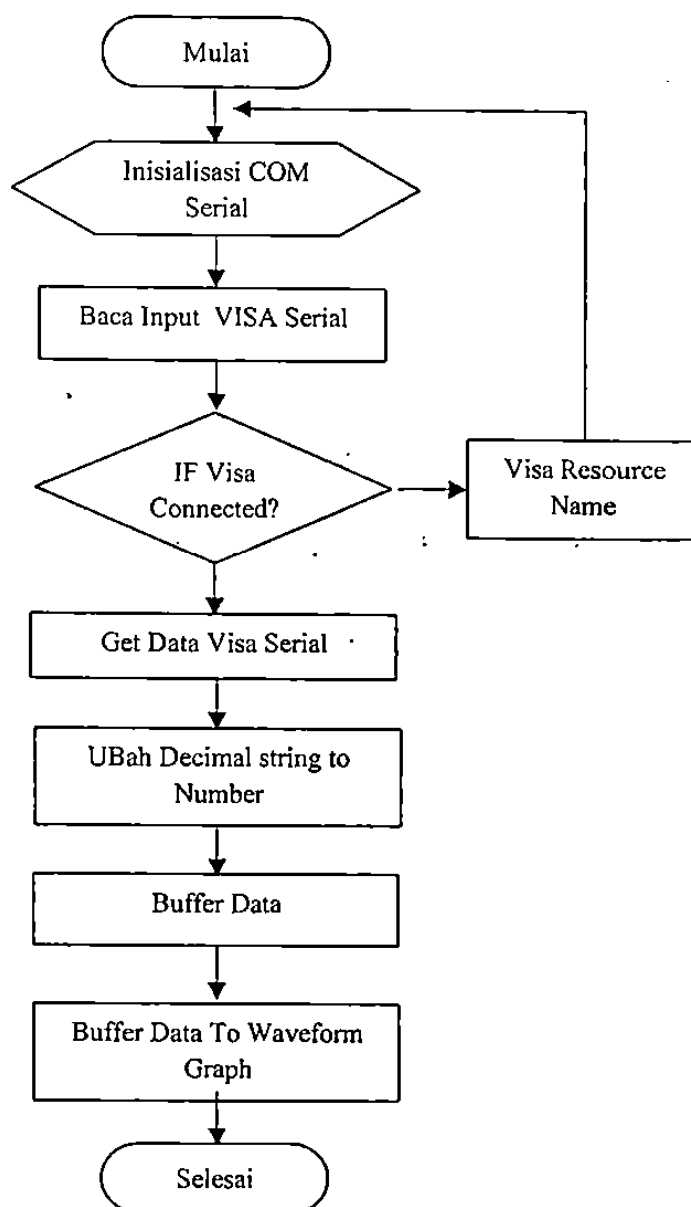 Mulai
Inisialisasi COM
Serial
Baca Input VISA Serial
IF Visa
Connected?
Visa Resource
Name
Get Data Visa Serial
UBah Decimal string to
Number
Buffer Data
Buffer Data To Waveform
Graph
Selesai